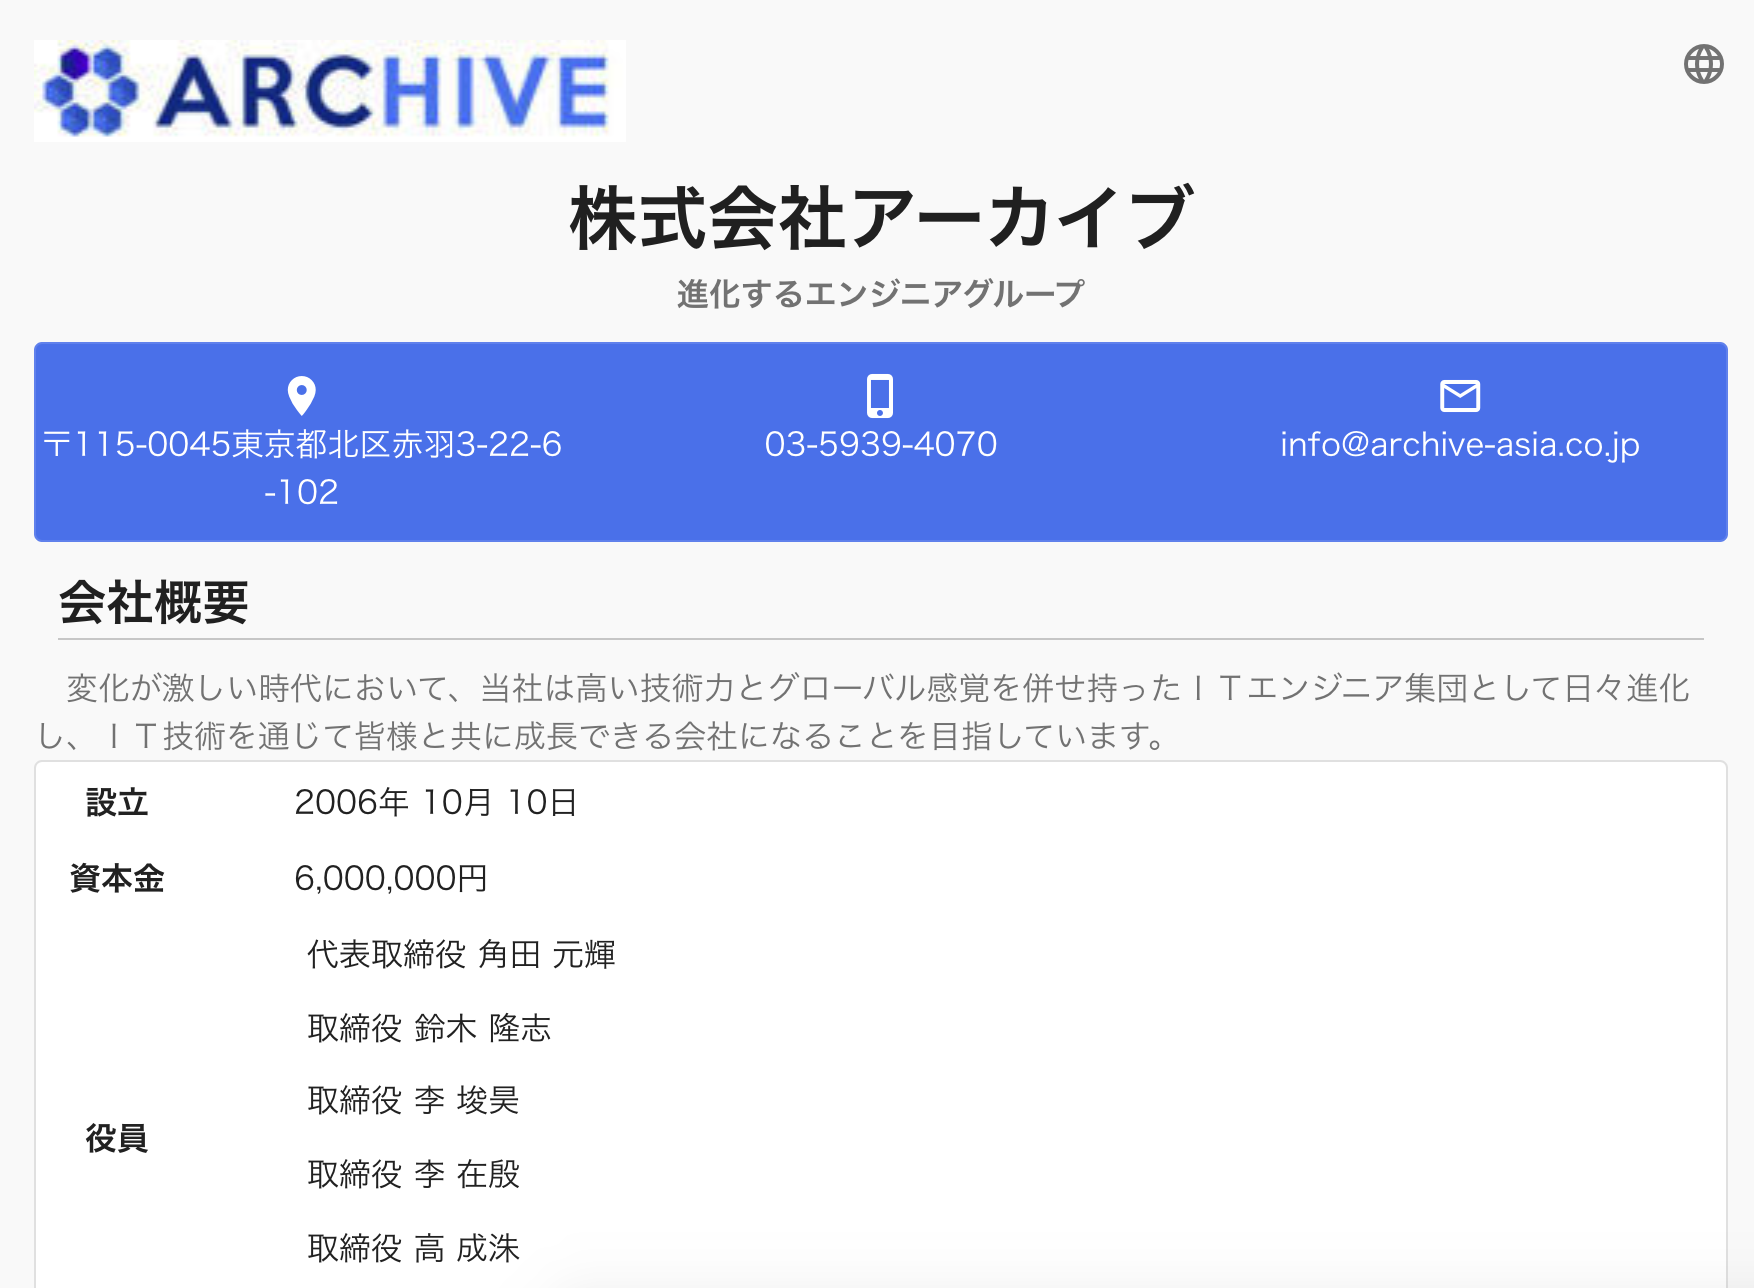 ARCHIVE
株式会社アーカイブ
進化するエンジニアグループ
〒115-0045東京都北区赤羽3-22-6
-102
03-5939-4070
info@archive-asia.co.jp
会社概要
変化が激しい時代において、当社は高い技術力とグローバル感覚を併せ持ったＩＴエンジニア集団として日々進化
し、ＩＴ技術を通じて皆様と共に成長できる会社になることを目指しています。
設立 2006年 10月 10日
資本金 6,000,000円
役員
代表取締役 角田 元輝
取締役 鈴木 隆志
取締役 李 埈昊
取締役 李 在殷
取締役 高 成洙